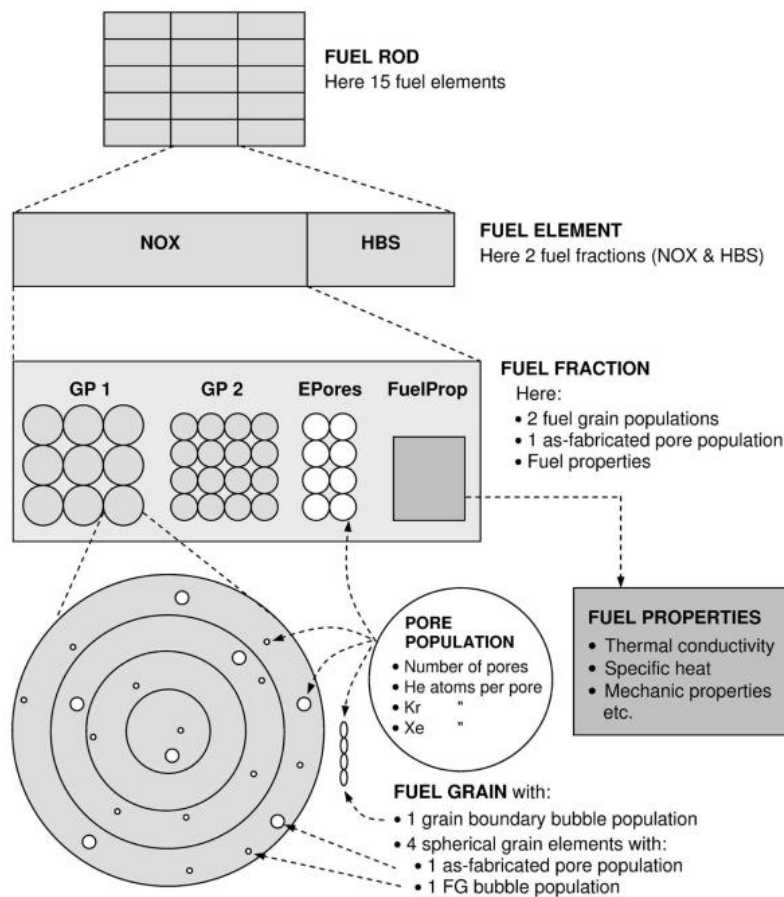 FUEL ROD
Here 15 fuel elements
NOX
HBS
FUEL ELEMENT
Here 2 fuel fractions (NOX & HBS)
GP 1
GP 2
EPores
FuelProp
FUEL FRACTION
Here:
• 2 fuel grain populations
• 1 as-fabricated pore population
• Fuel properties
PORE
POPULATION
• Number of pores
• He atoms per pore
• Kr "
• Xe "
FUEL PROPERTIES
• Thermal conductivity
• Specific heat
• Mechanic properties
etc.
FUEL GRAIN with:
• 1 grain boundary bubble population
• 4 spherical grain elements with:
• 1 as-fabricated pore population
• 1 FG bubble population